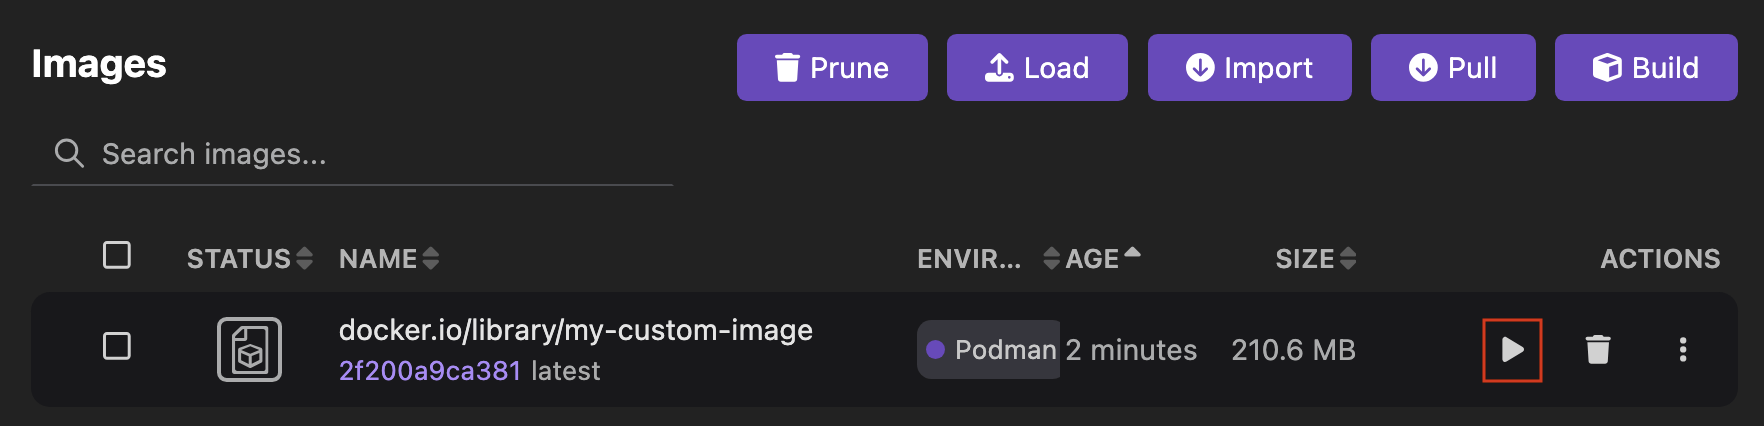 Images
Prune Load Import Pull Build
Search images...
STATUS NAME ENVIR... AGE SIZE ACTIONS
docker.io/library/my-custom-image
2f200a9ca381 latest
Podman 2 minutes 210.6 MB